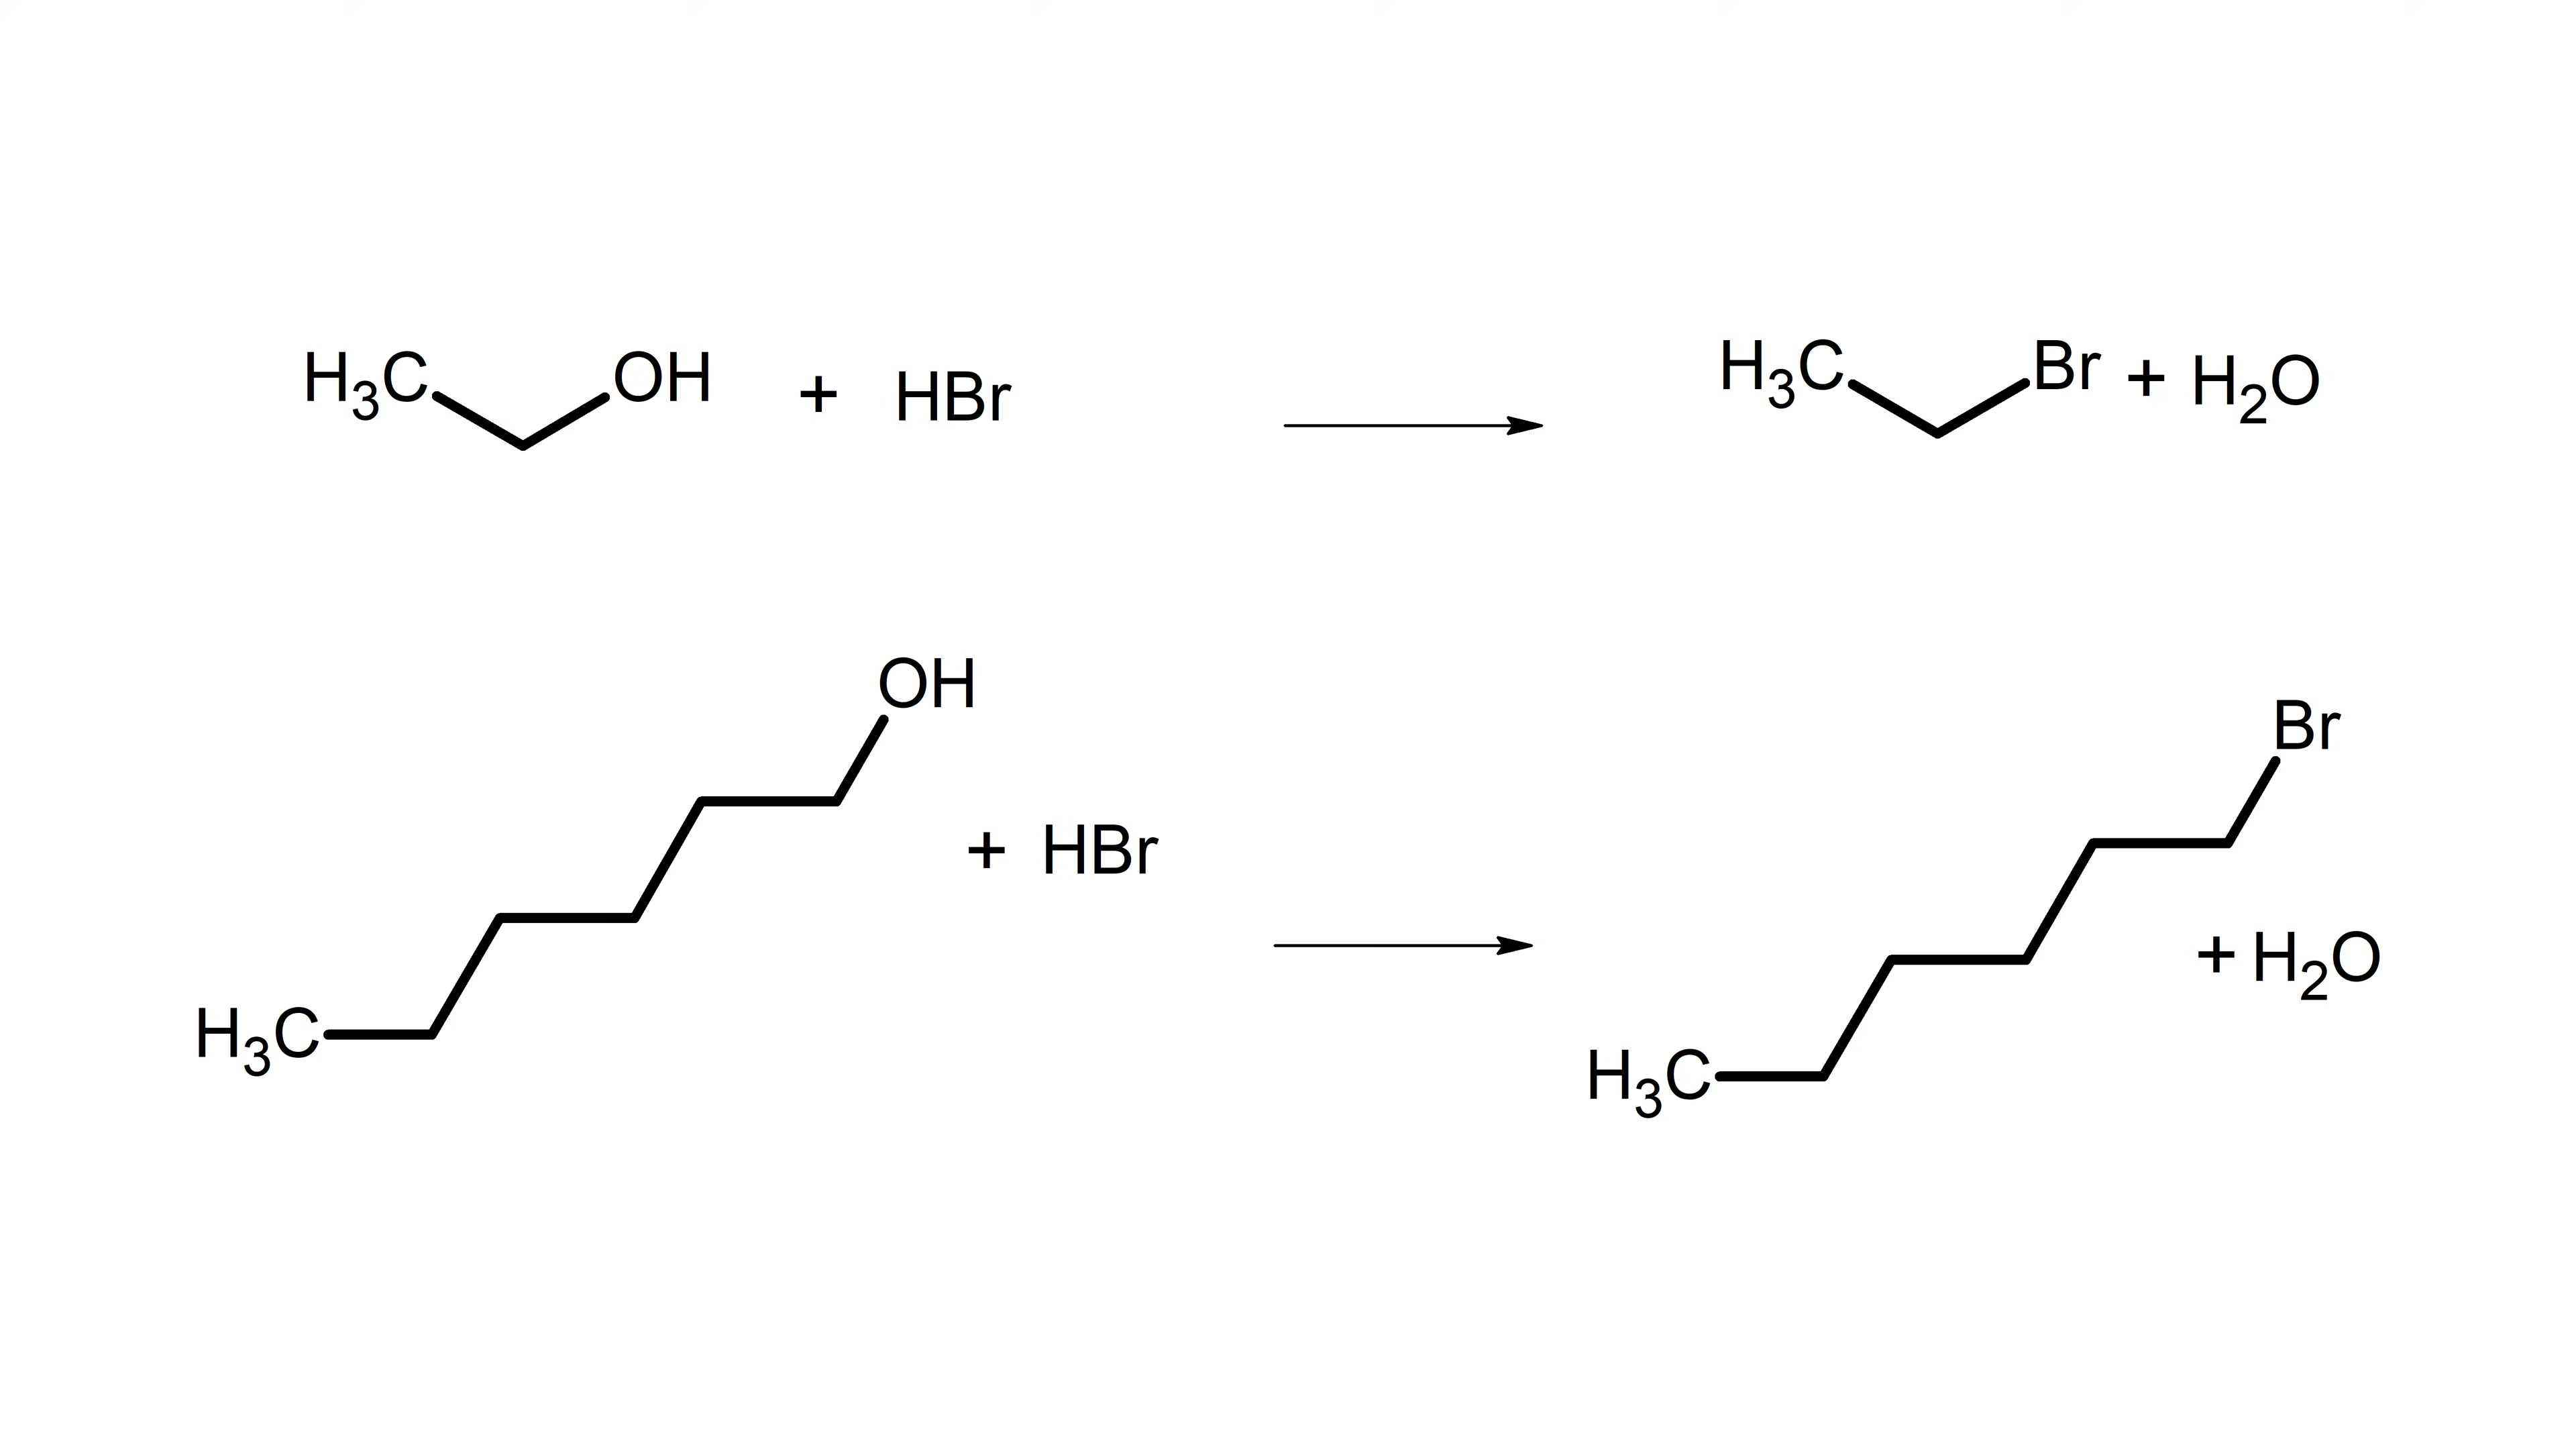 H₃C OH + HBr H₃C Br + H₂O
OH
Br
+ HBr
+ H₂O
H₃C
H₃C